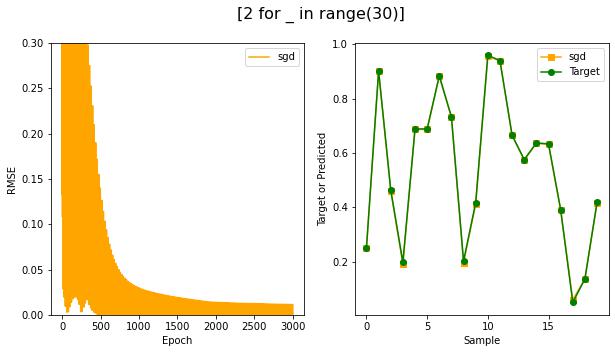 [2 for _ in range(30)]
sgd
0.30
0.25
0.20
0.15
0.10
0.05
0.00
RMSE
0 500 1000 1500 2000 2500 3000
Epoch
sgd
Target
1.0
0.8
0.6
0.4
0.2
Target or Predicted
0 5 10 15
Sample